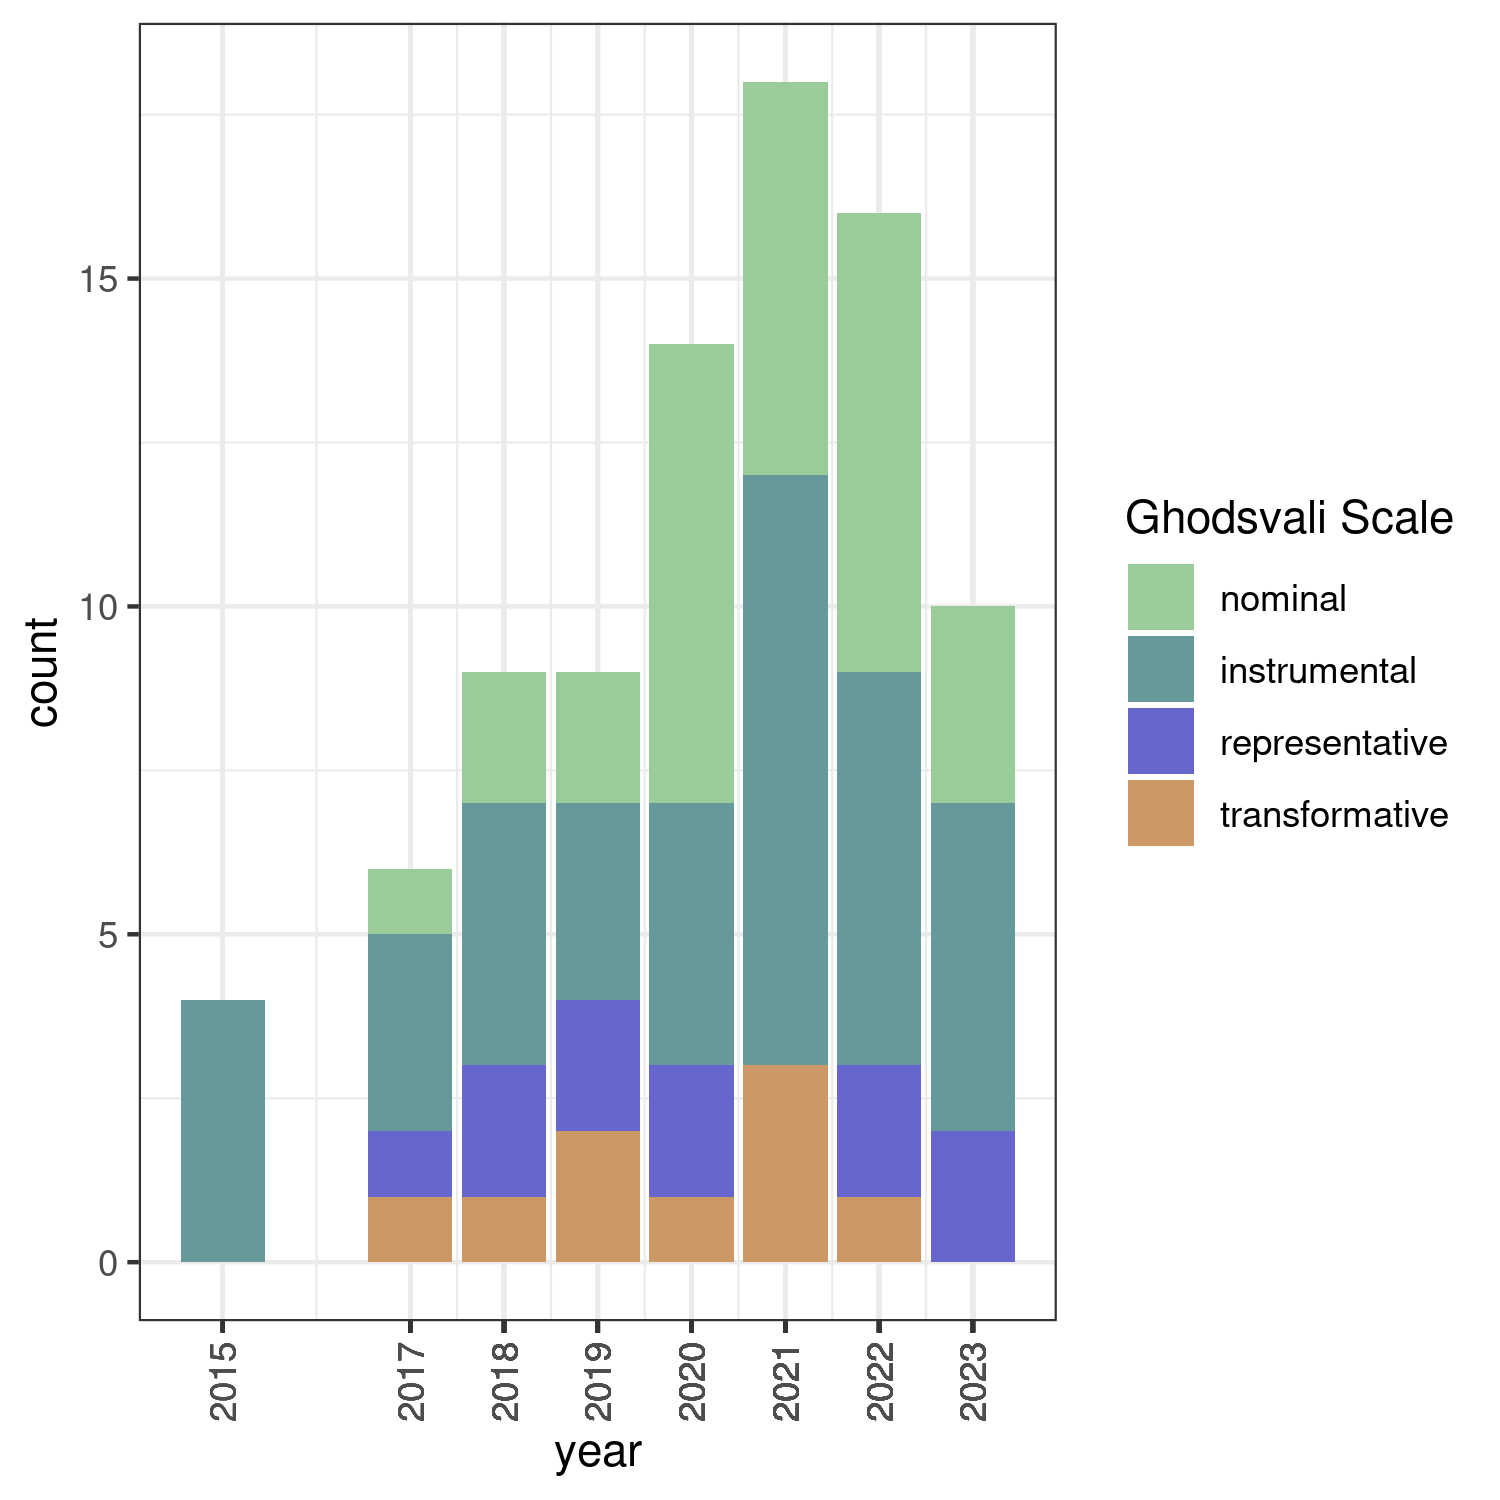 15
10
5
0
count
2015
2017
2018
2019
2020
2021
2022
2023
year
Ghodsvali Scale
nominal
instrumental
representative
transformative